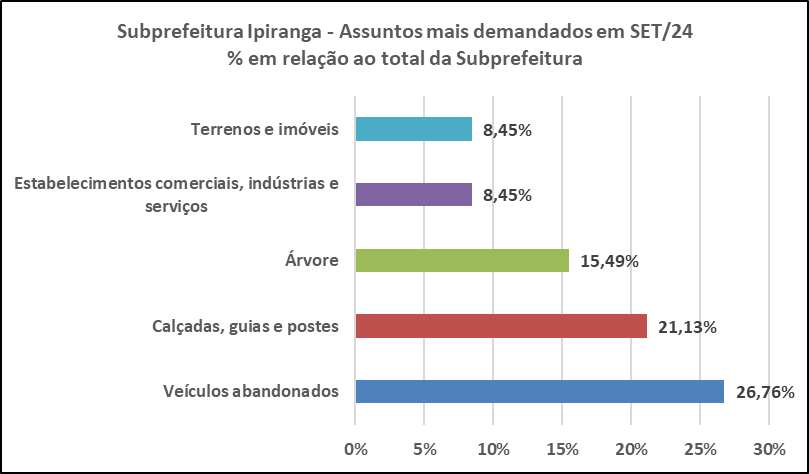 Subprefeitura Ipiranga - Assuntos mais demandados em SET/24
% em relação ao total da Subprefeitura
Terrenos e imóveis
8,45%
Estabelecimentos comerciais, indústrias e
serviços
8,45%
Árvore
15,49%
Calçadas, guias e postes
21,13%
Veículos abandonados
26,76%
0% 5% 10% 15% 20% 25% 30%